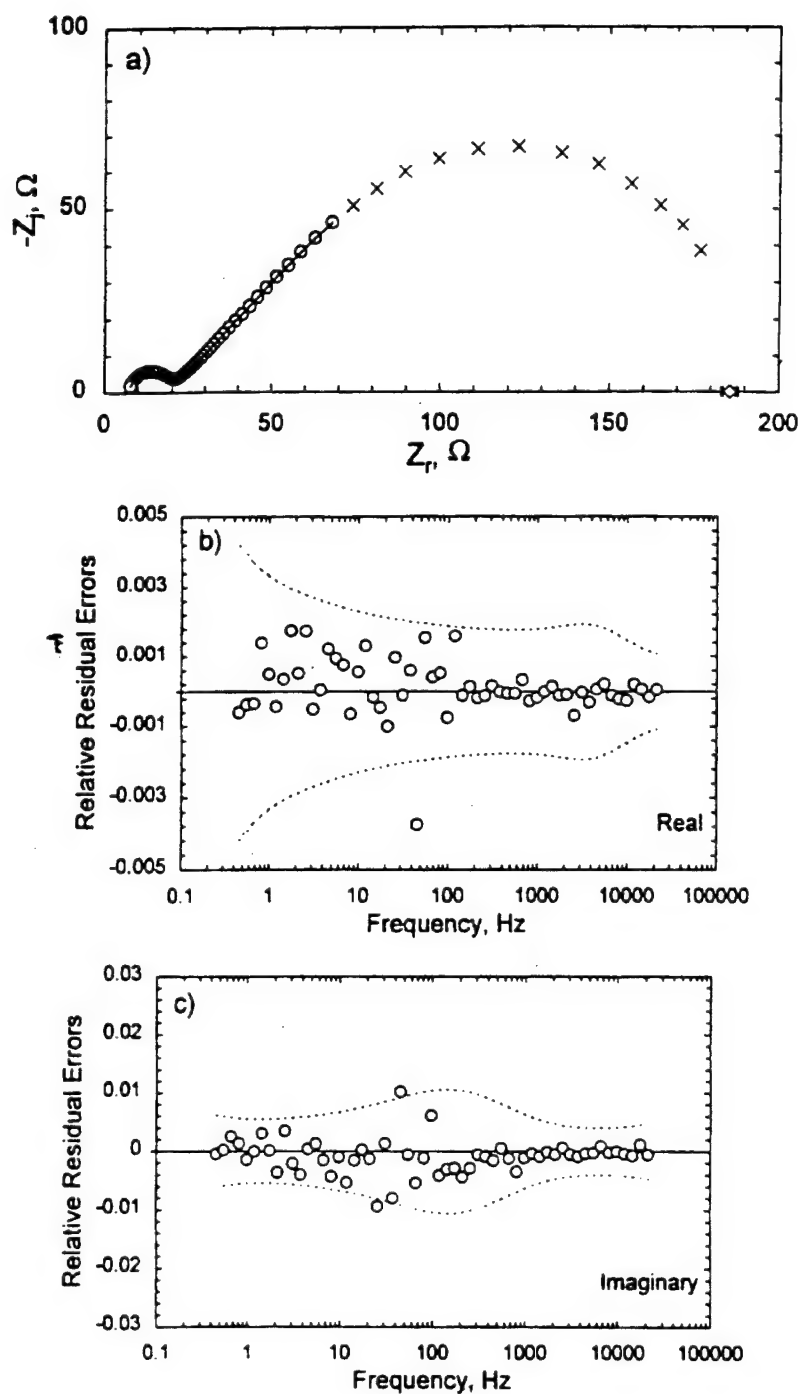 a)
100
50
0
-Zj, Ω
0 50 100 150 200
Zr, Ω
b)
0.005
0.003
0.001
-0.001
-0.003
-0.005
Relative Residual Errors
Real
0.1 1 10 100 1000 10000 100000
Frequency, Hz
c)
0.03
0.02
0.01
0
-0.01
-0.02
-0.03
Relative Residual Errors
Imaginary
0.1 1 10 100 1000 10000 100000
Frequency, Hz